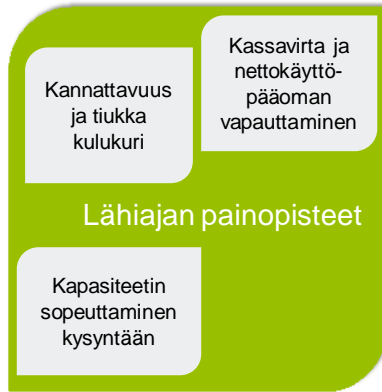 Kannattavuus
ja tiukka
kulukuri
Kassavirta ja
nettokäyttö-
pääoman
vapauttaminen
Lähiajan painopisteet
Kapasiteetin
sopeuttaminen
kysyntään